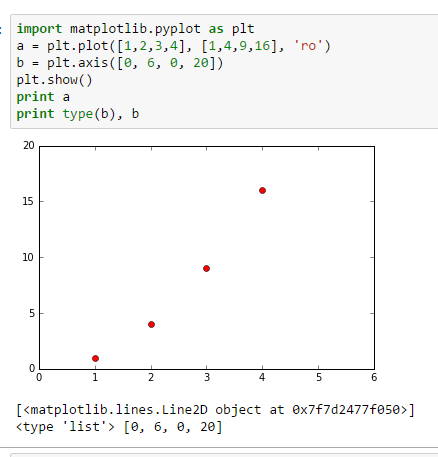 import matplotlib.pyplot as plt
a = plt.plot([1,2,3,4], [1,4,9,16], 'ro')
b = plt.axis([0, 6, 0, 20])
plt.show()
print a
print type(b), b
20
15
10
5
0
0 1 2 3 4 5 6
[<matplotlib.lines.Line2D object at 0x7f7d2477f050>]
<type 'list'> [0, 6, 0, 20]